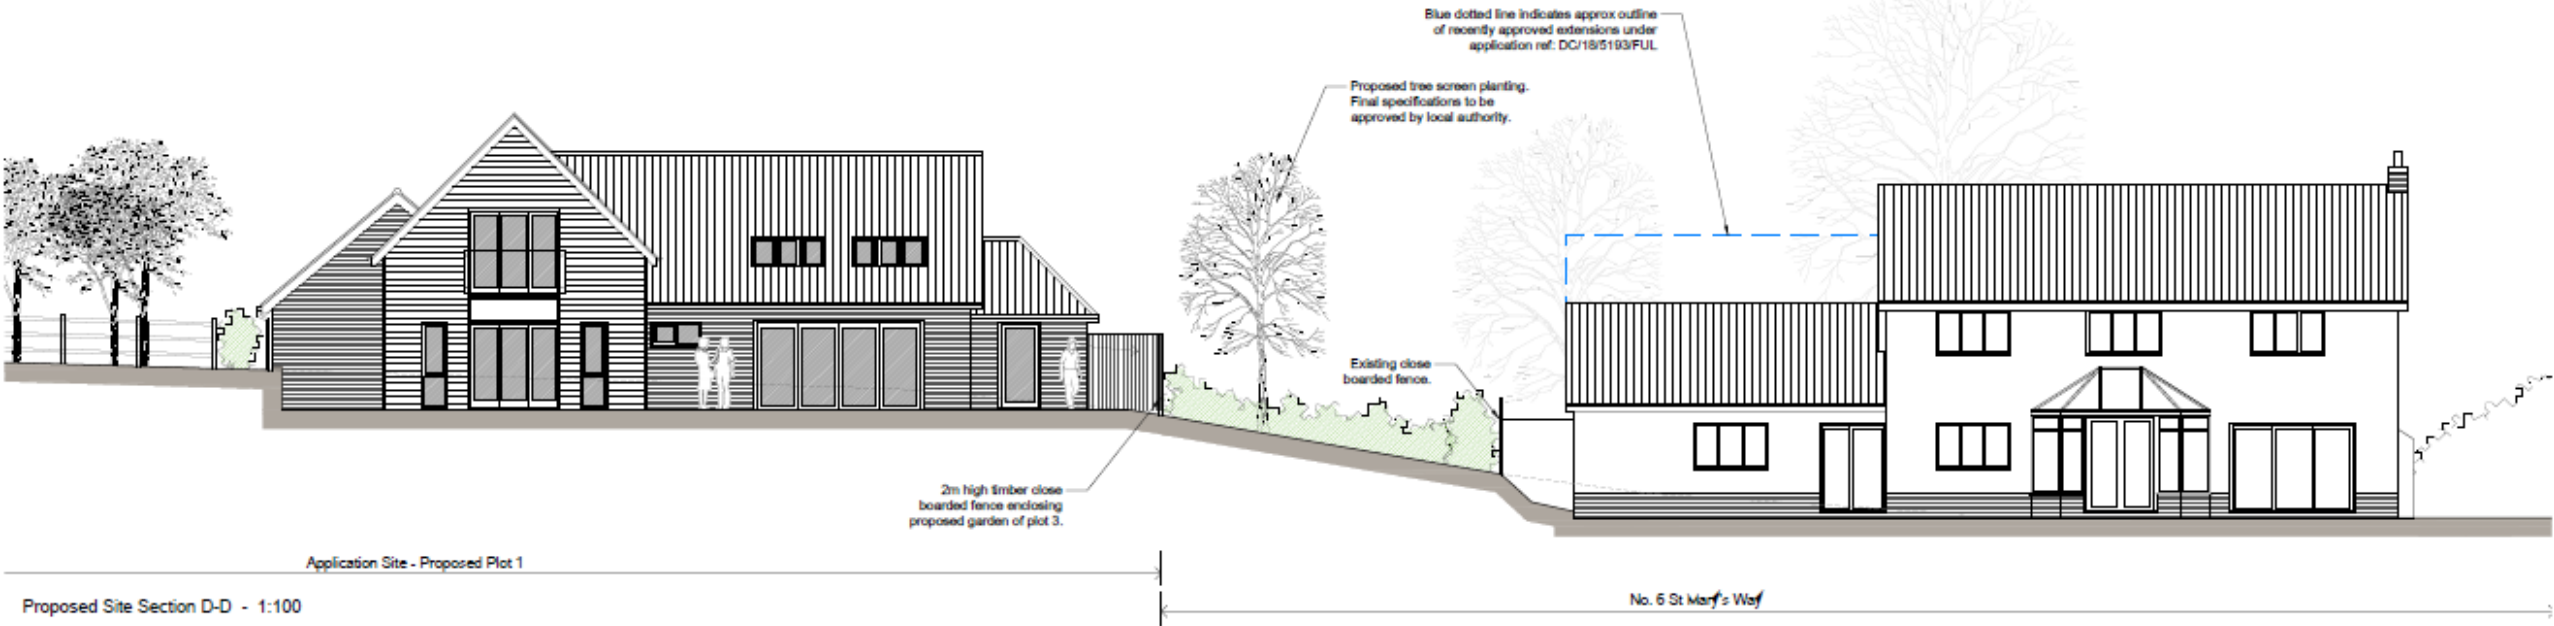 Blue dotted line indicates approx outline
of recently approved extensions under
application ref: DC/18/5193/FUL
Proposed tree screen planting.
Final specifications to be
approved by local authority.
Existing close
boarded fence.
2m high timber close
boarded fence enclosing
proposed garden of plot 3.
Application Site - Proposed Plot 1
Proposed Site Section D-D - 1:100
No. 6 St Mary's Way